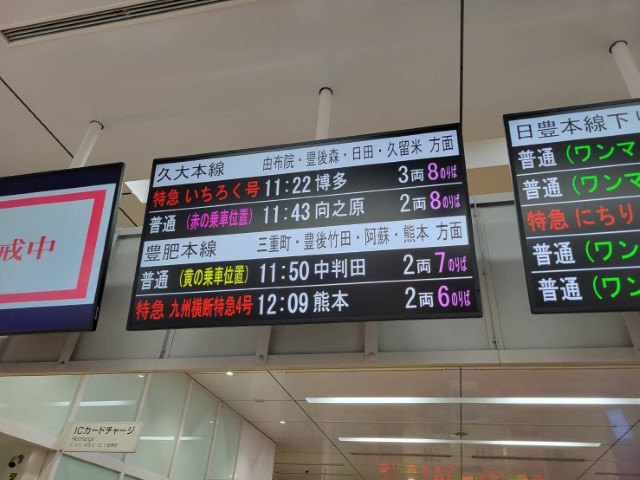 戒中
久大本線 由布院・豊後森・日田・久留米 方面
特急 いちろく号 11:22 博多 3両 8のりば
普通 (赤の乗車位置) 11:43 向之原 2両 8のりば
豊肥本線 三重町・豊後竹田・阿蘇・熊本 方面
普通 (黄の乗車位置) 11:50 中判田 2両 7のりば
特急 九州横断特急4号 12:09 熊本 2両 6のりば
日豊本線下り
普通 (ワンマ
普通 (ワンマ
特急 にちり
普通 (ワンマ
普通 (ワンマ
ICカードチャージ
Recharge